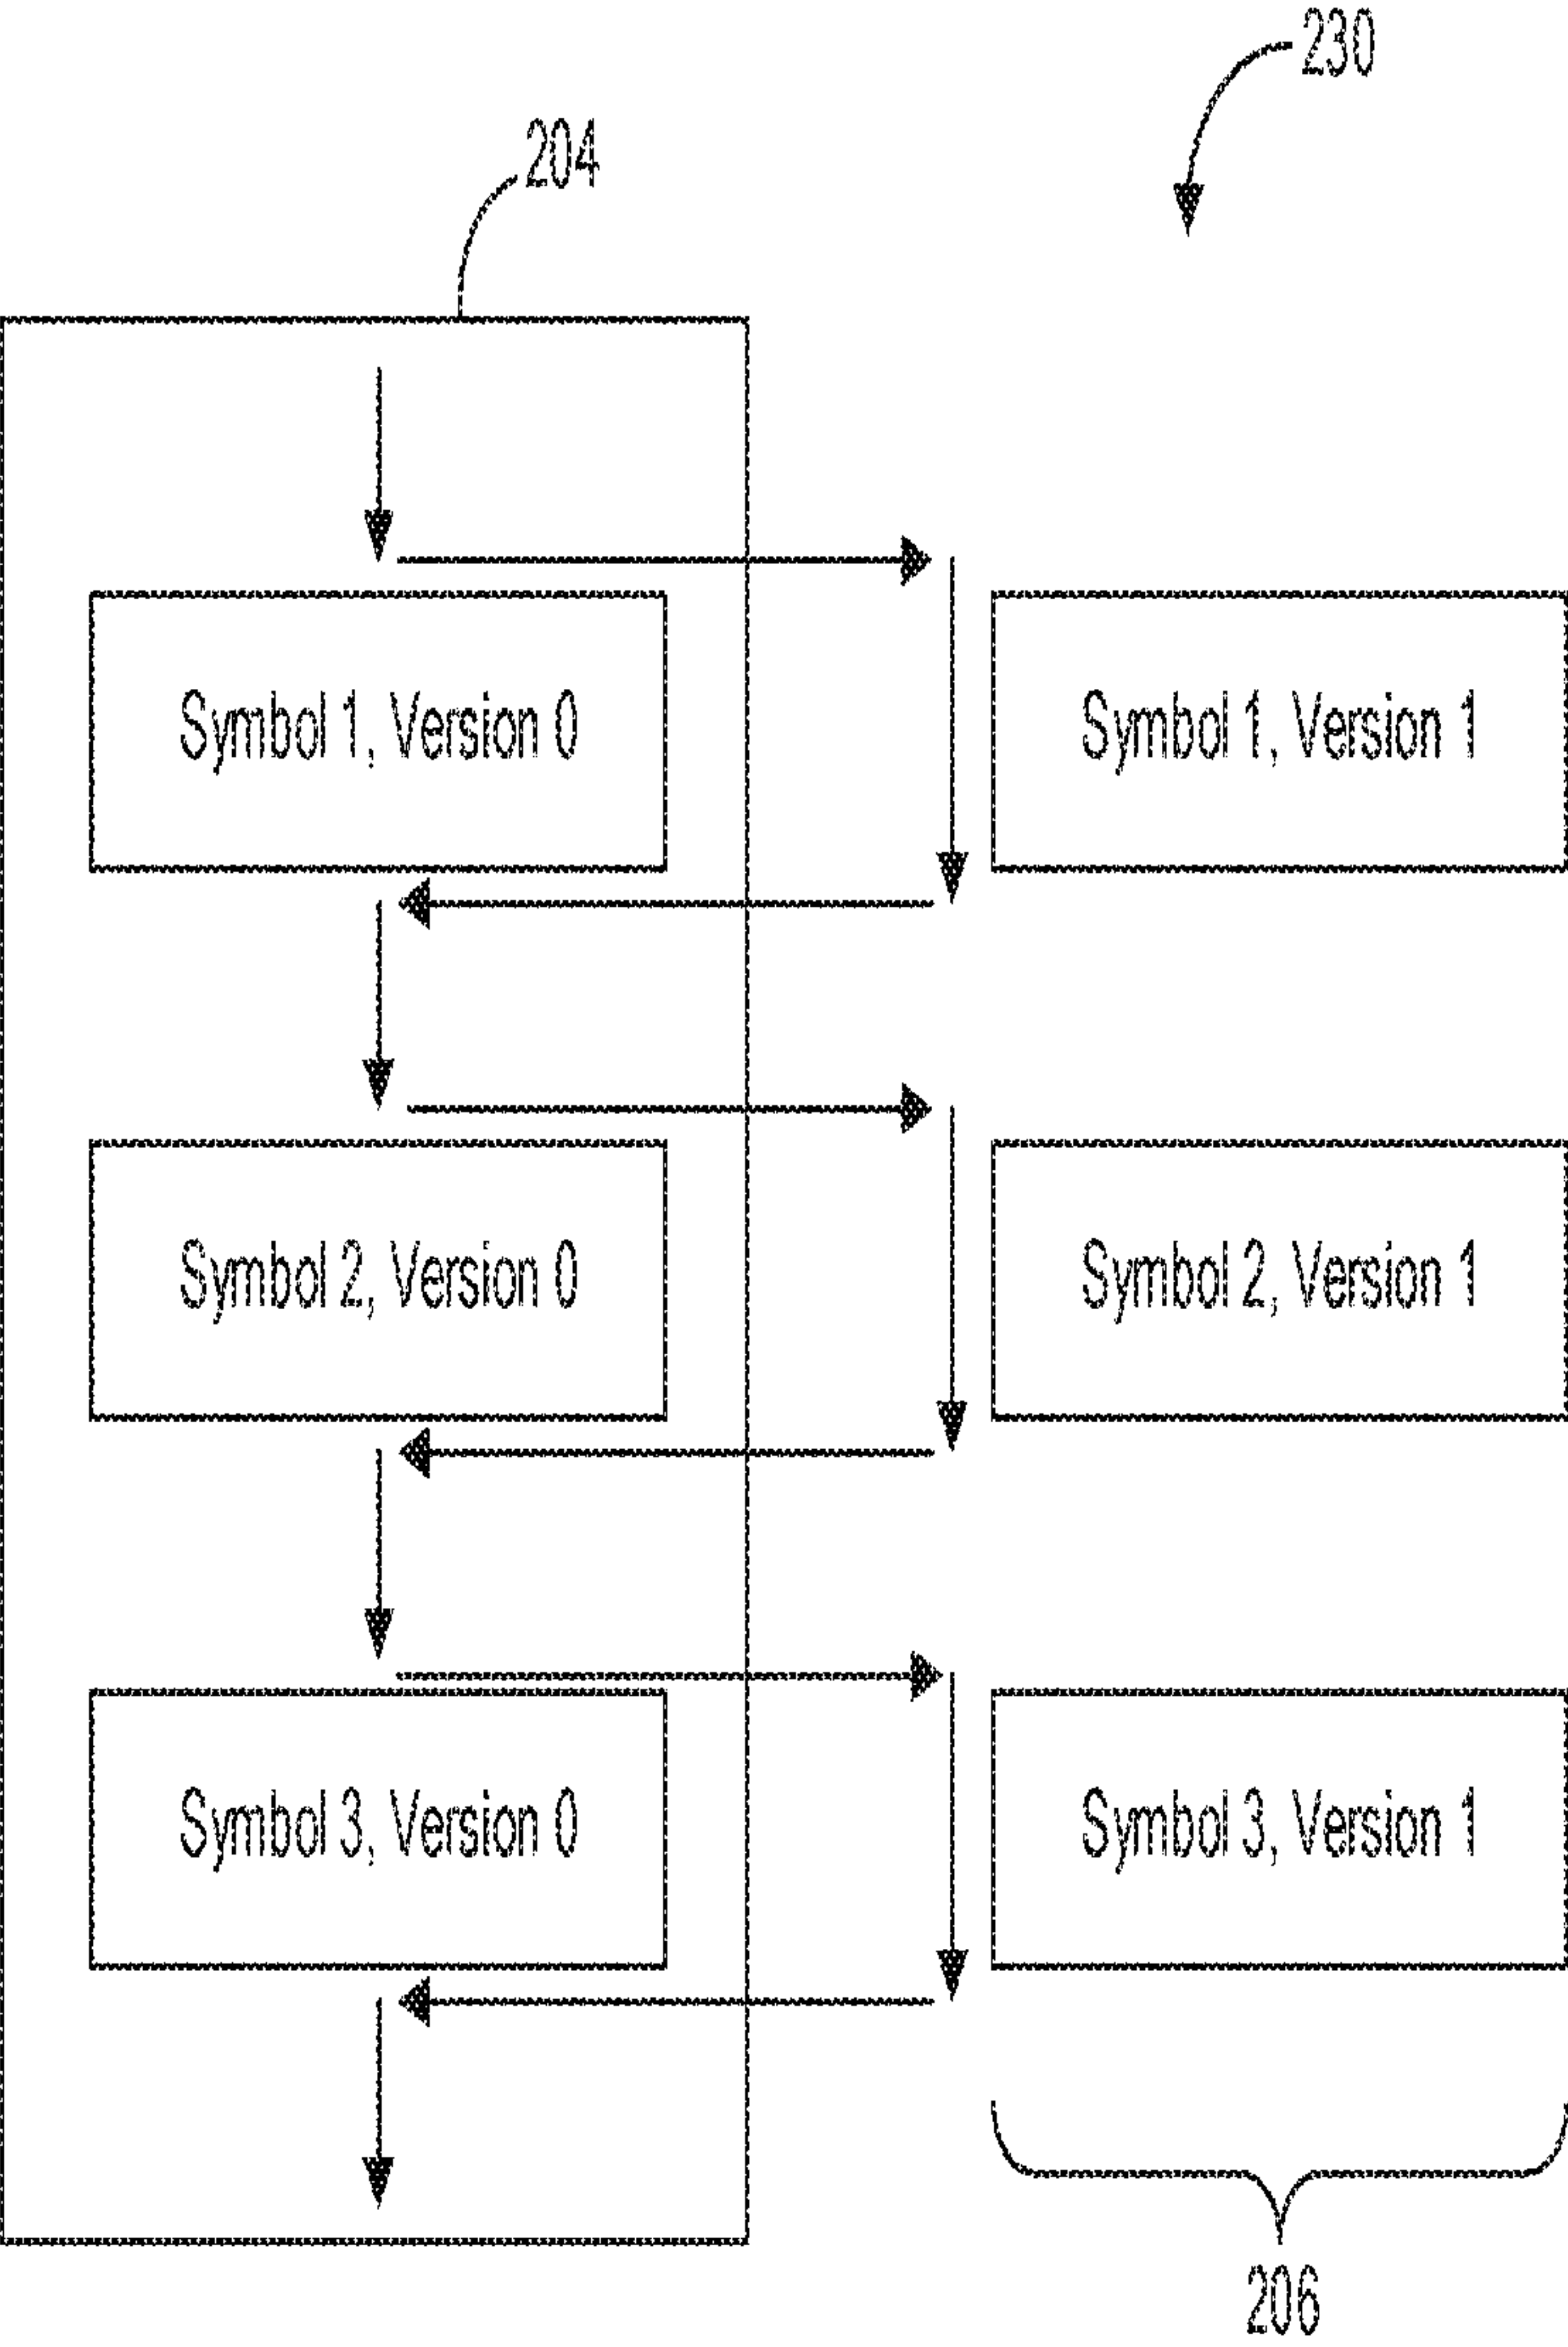 230
204
Symbol 1, Version 0
Symbol 1, Version 1
Symbol 2, Version 0
Symbol 2, Version 1
Symbol 3, Version 0
Symbol 3, Version 1
206